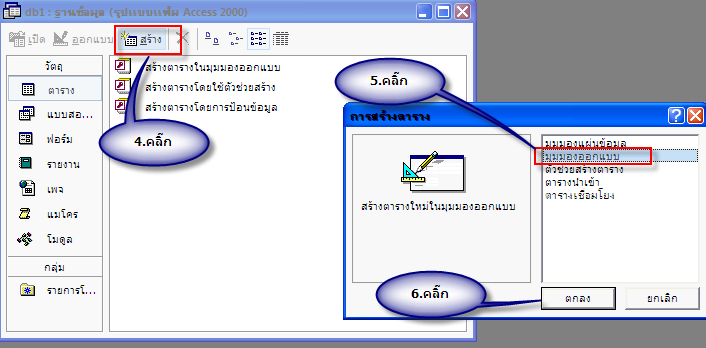 db1 : ฐานข้อมูล (รูปแบบแฟ้ม Access 2000)
เปิด ออกแบบ สร้าง
วัตถุ
ตาราง
แบบสอ...
ฟอร์ม
รายงาน
เพจ
แมโคร
โมดูล
กลุ่ม
รายการโ...
สร้างตารางในมุมมองออกแบบ
สร้างตารางโดยใช้ตัวช่วยสร้าง
สร้างตารางโดยการป้อนข้อมูล
4.คลิ๊ก
5.คลิ๊ก
การสร้างตาราง
สร้างตารางใหม่ในมุมมองออกแบบ
มุมมองแผ่นข้อมูล
มุมมองออกแบบ
ตัวช่วยสร้างตาราง
ตารางนำเข้า
ตารางเชื่อมโยง
6.คลิ๊ก
ตกลง ยกเลิก